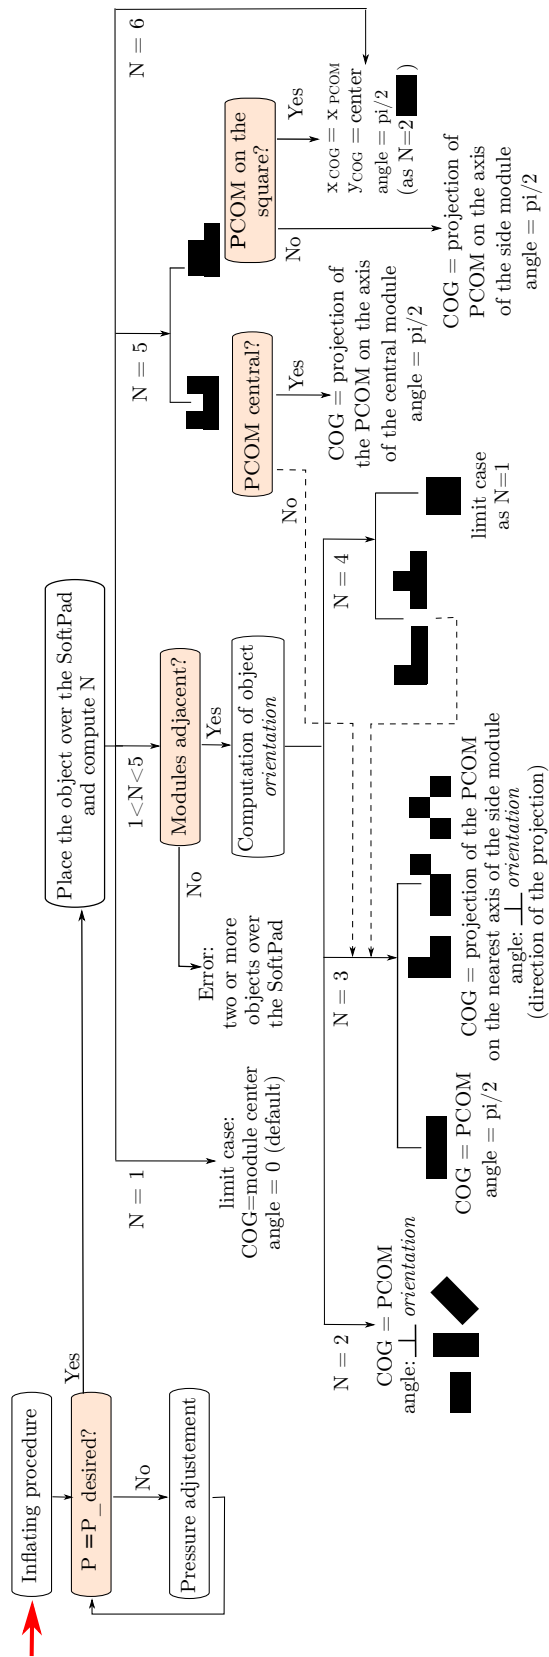 Inflating procedure
P =P_desired?
Yes
No
Pressure adjustement
Place the object over the SoftPad
and compute N
N = 1
limit case:
COG=module center
angle = 0 (default)
1<N<5
Modules adjacent?
No
Error:
two or more
objects over
the SoftPad
Yes
Computation of object
orientation
N = 2
COG = PCOM
angle: ⊥ orientation
N = 3
COG = PCOM
angle = pi/2
COG = projection of the PCOM
on the nearest axis of the side module
angle: ⊥ orientation
(direction of the projection)
N = 4
limit case
as N=1
N = 5
PCOM central?
No
Yes
COG = projection of
the PCOM on the axis
of the central module
angle = pi/2
PCOM on the
square?
No
COG = projection of
PCOM on the axis
of the side module
angle = pi/2
Yes
xCOG = x PCOM
yCOG = center
angle = pi/2
(as N=2 )
N = 6